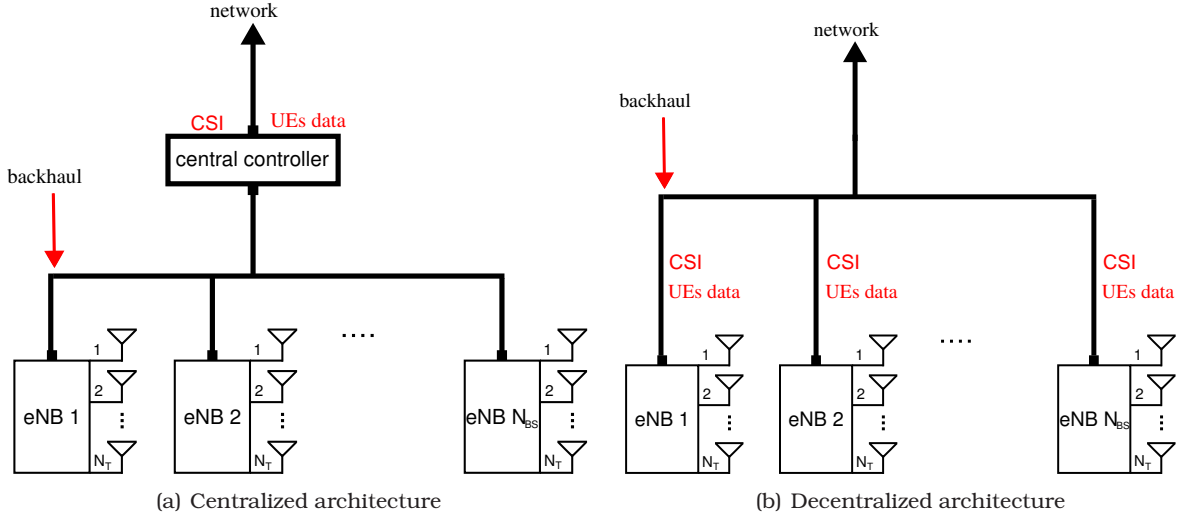 network
CSI UEs data
central controller
backhaul
1
2
⋮
N_T
eNB 1
1
2
⋮
N_T
eNB 2
....
1
2
⋮
N_T
eNB N_BS
(a) Centralized architecture
network
backhaul
CSI
UEs data
CSI
UEs data
CSI
UEs data
1
2
⋮
N_T
eNB 1
1
2
⋮
N_T
eNB 2
....
1
2
⋮
N_T
eNB N_BS
(b) Decentralized architecture